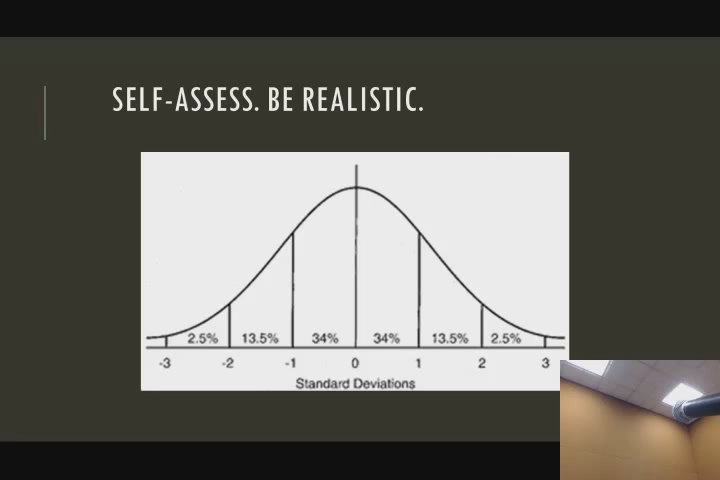 SELF-ASSESS. BE REALISTIC.
2.5% 13.5% 34% 34% 13.5% 2.5%
-3 -2 -1 0 1 2 3
Standard Deviations